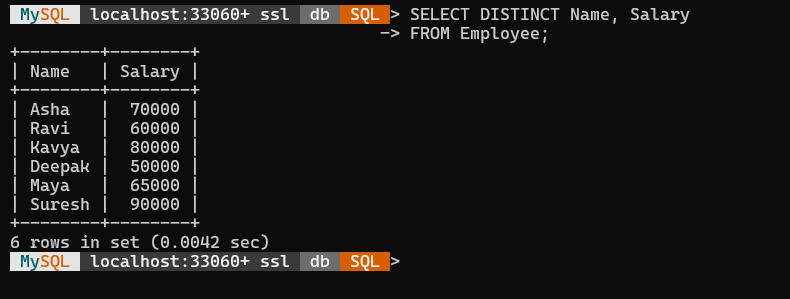 MySQL localhost:33060+ ssl db SQL > SELECT DISTINCT Name, Salary
-> FROM Employee;
+--------+--------+
| Name   | Salary |
+--------+--------+
| Asha   |  70000 |
| Ravi   |  60000 |
| Kavya  |  80000 |
| Deepak |  50000 |
| Maya   |  65000 |
| Suresh |  90000 |
+--------+--------+
6 rows in set (0.0042 sec)
MySQL localhost:33060+ ssl db SQL >